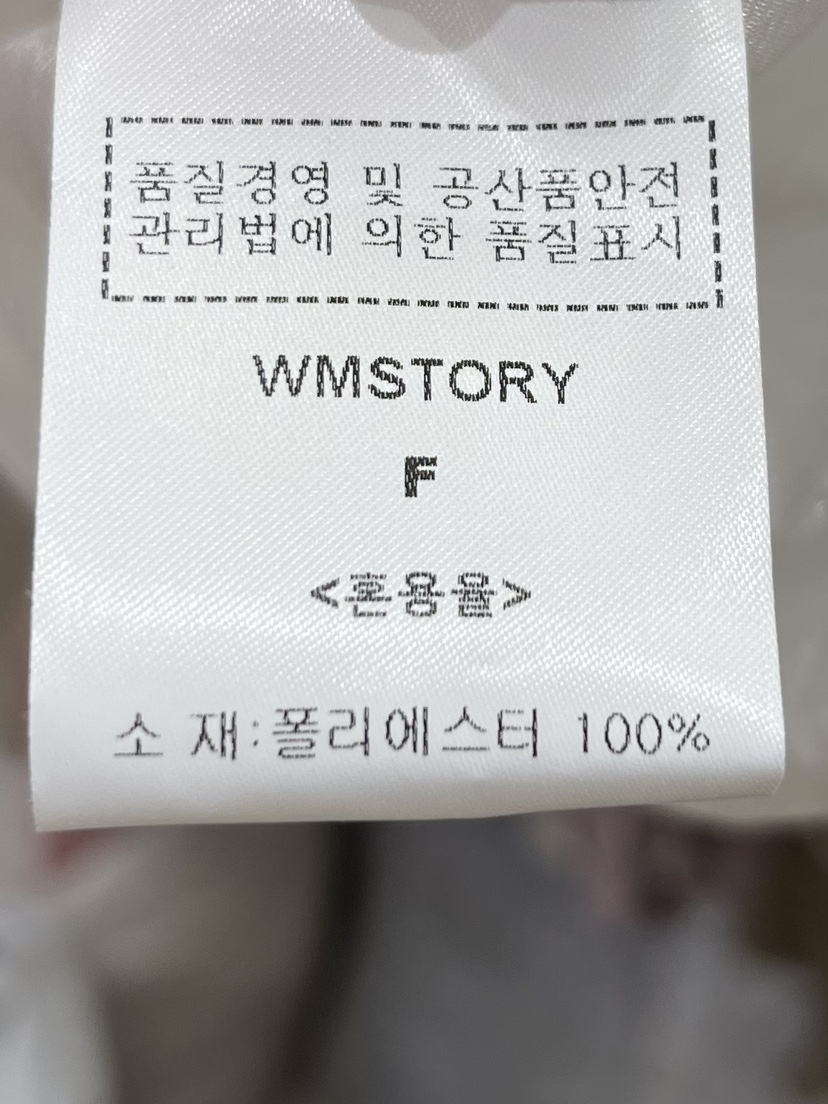 품질경영 및 공산품안전
관리법에 의한 품질표시
WMSTORY
F
<혼용율>
소 재:폴리에스터 100%